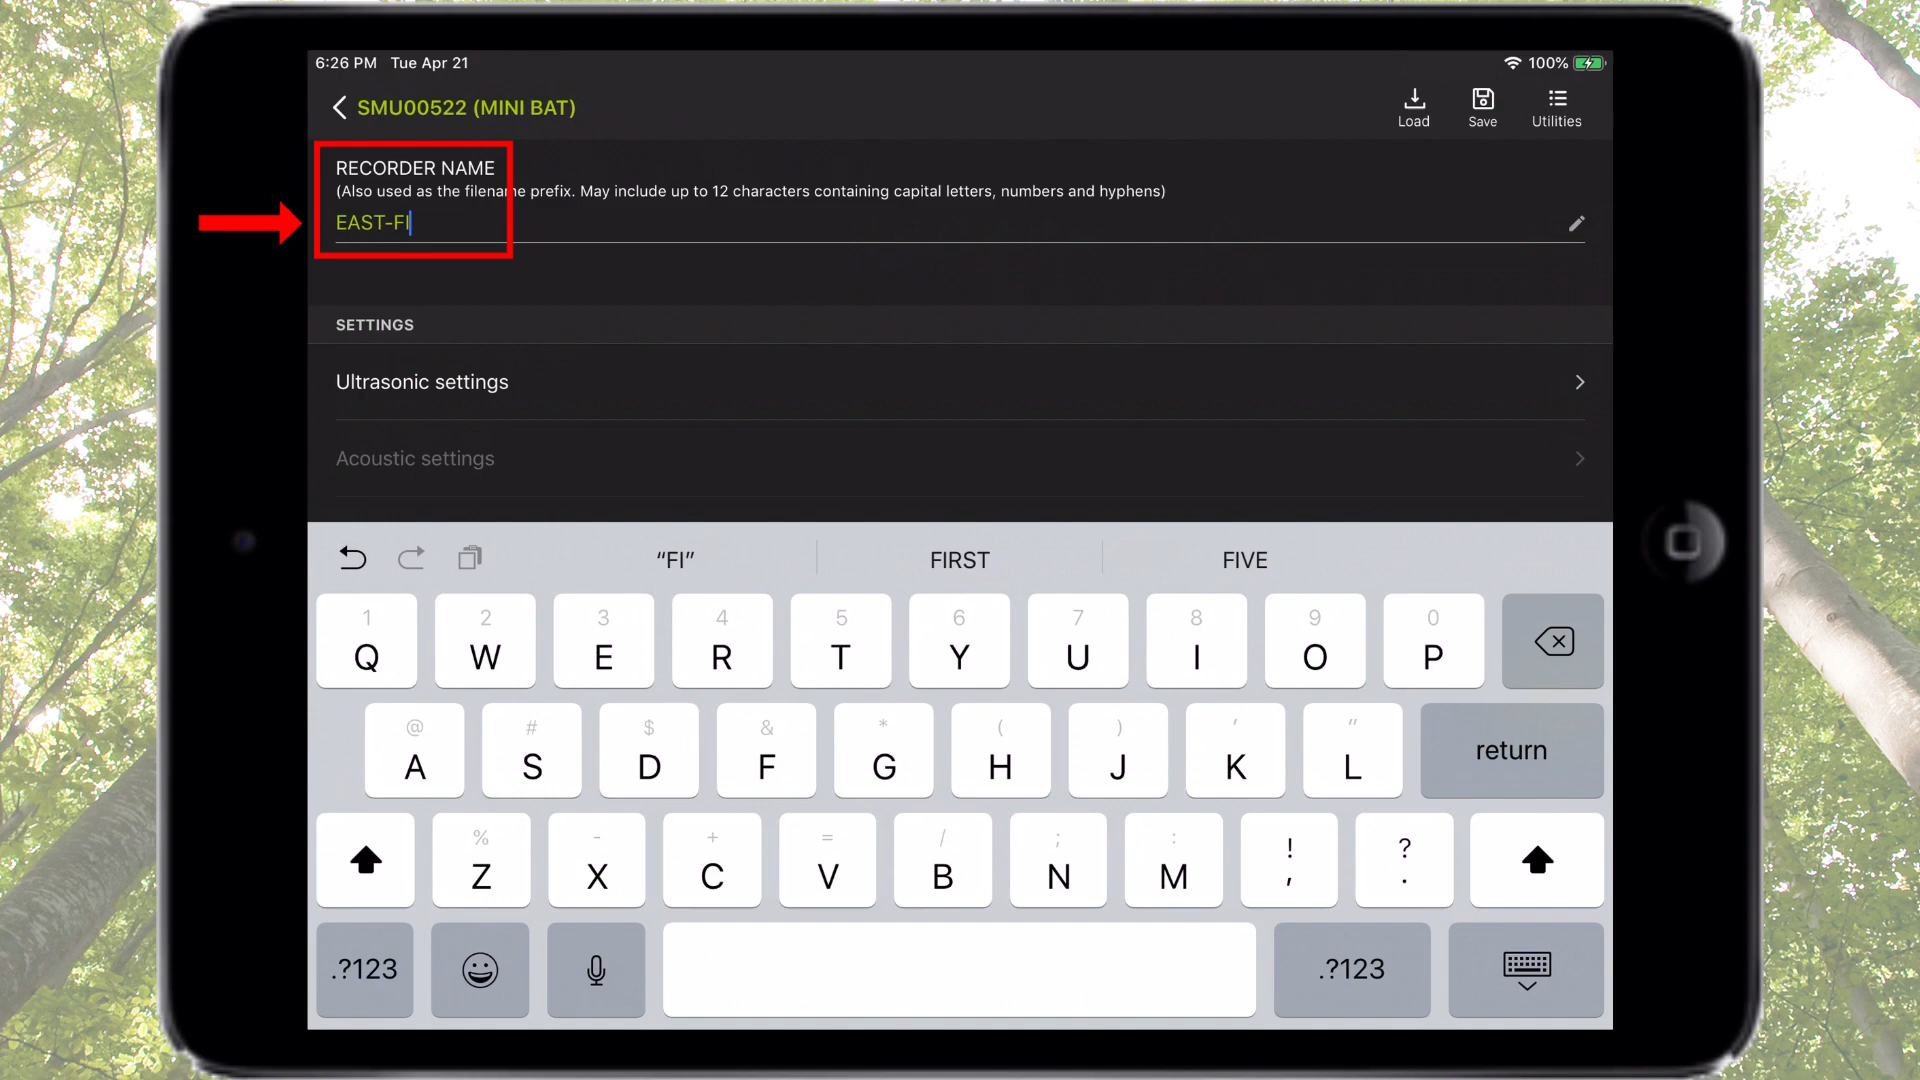 6:26 PM Tue Apr 21 100%
SMU00522 (MINI BAT)
Load Save Utilities
RECORDER NAME
(Also used as the filename prefix. May include up to 12 characters containing capital letters, numbers and hyphens)
EAST-FI
SETTINGS
Ultrasonic settings
Acoustic settings
“FI” FIRST FIVE
1 2 3 4 5 6 7 8 9 0
Q W E R T Y U I O P
@ # $ & * ( ) ' "
A S D F G H J K L return
% - + = / ; : ! ?
Z X C V B N M , .
.?123 .?123